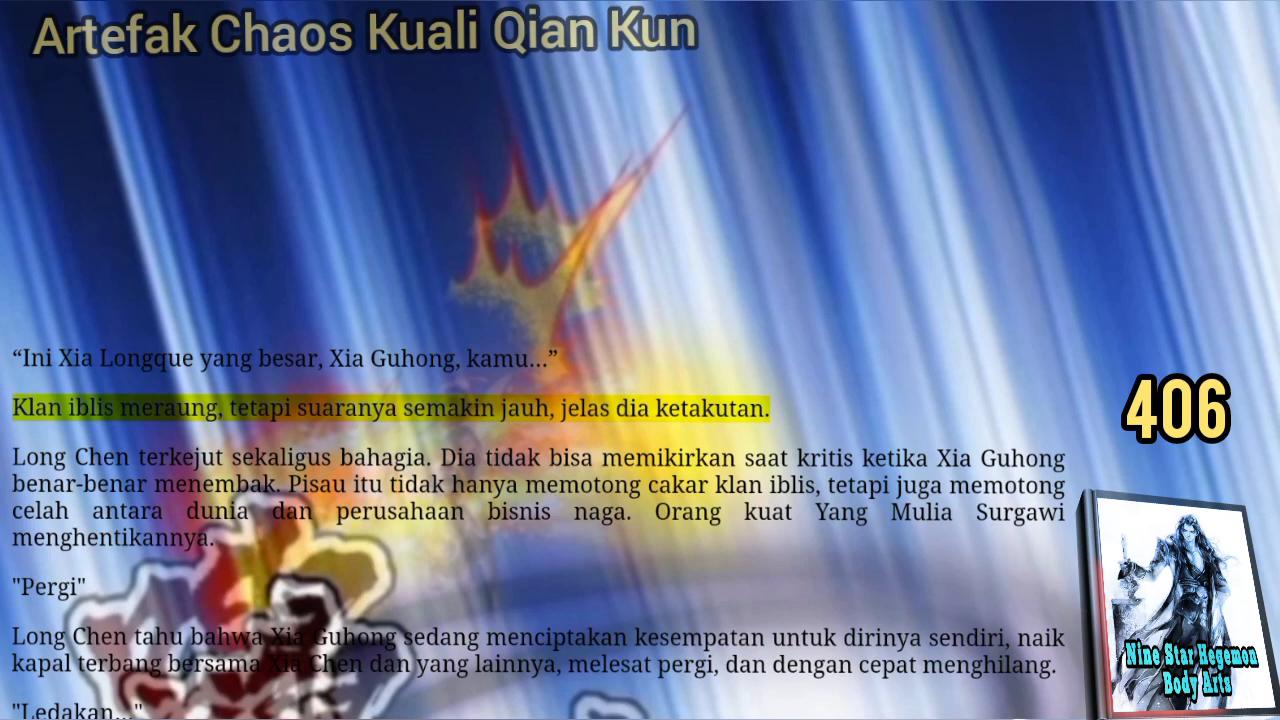 Artefak Chaos Kuali Qian Kun
“Ini Xia Longque yang besar, Xia Guhong, kamu...”
Klan iblis meraung, tetapi suaranya semakin jauh, jelas dia ketakutan.
Long Chen terkejut sekaligus bahagia. Dia tidak bisa memikirkan saat kritis ketika Xia Guhong
benar-benar menembak. Pisau itu tidak hanya memotong cakar klan iblis, tetapi juga memotong
celah antara dunia dan perusahaan bisnis naga. Orang kuat Yang Mulia Surgawi
menghentikannya.
"Pergi"
Long Chen tahu bahwa Xia Guhong sedang menciptakan kesempatan untuk dirinya sendiri, naik
kapal terbang bersama Xia Chen dan yang lainnya, melesat pergi, dan dengan cepat menghilang.
"Ledakan..."
406
Nine Star Hegemon
Body Arts